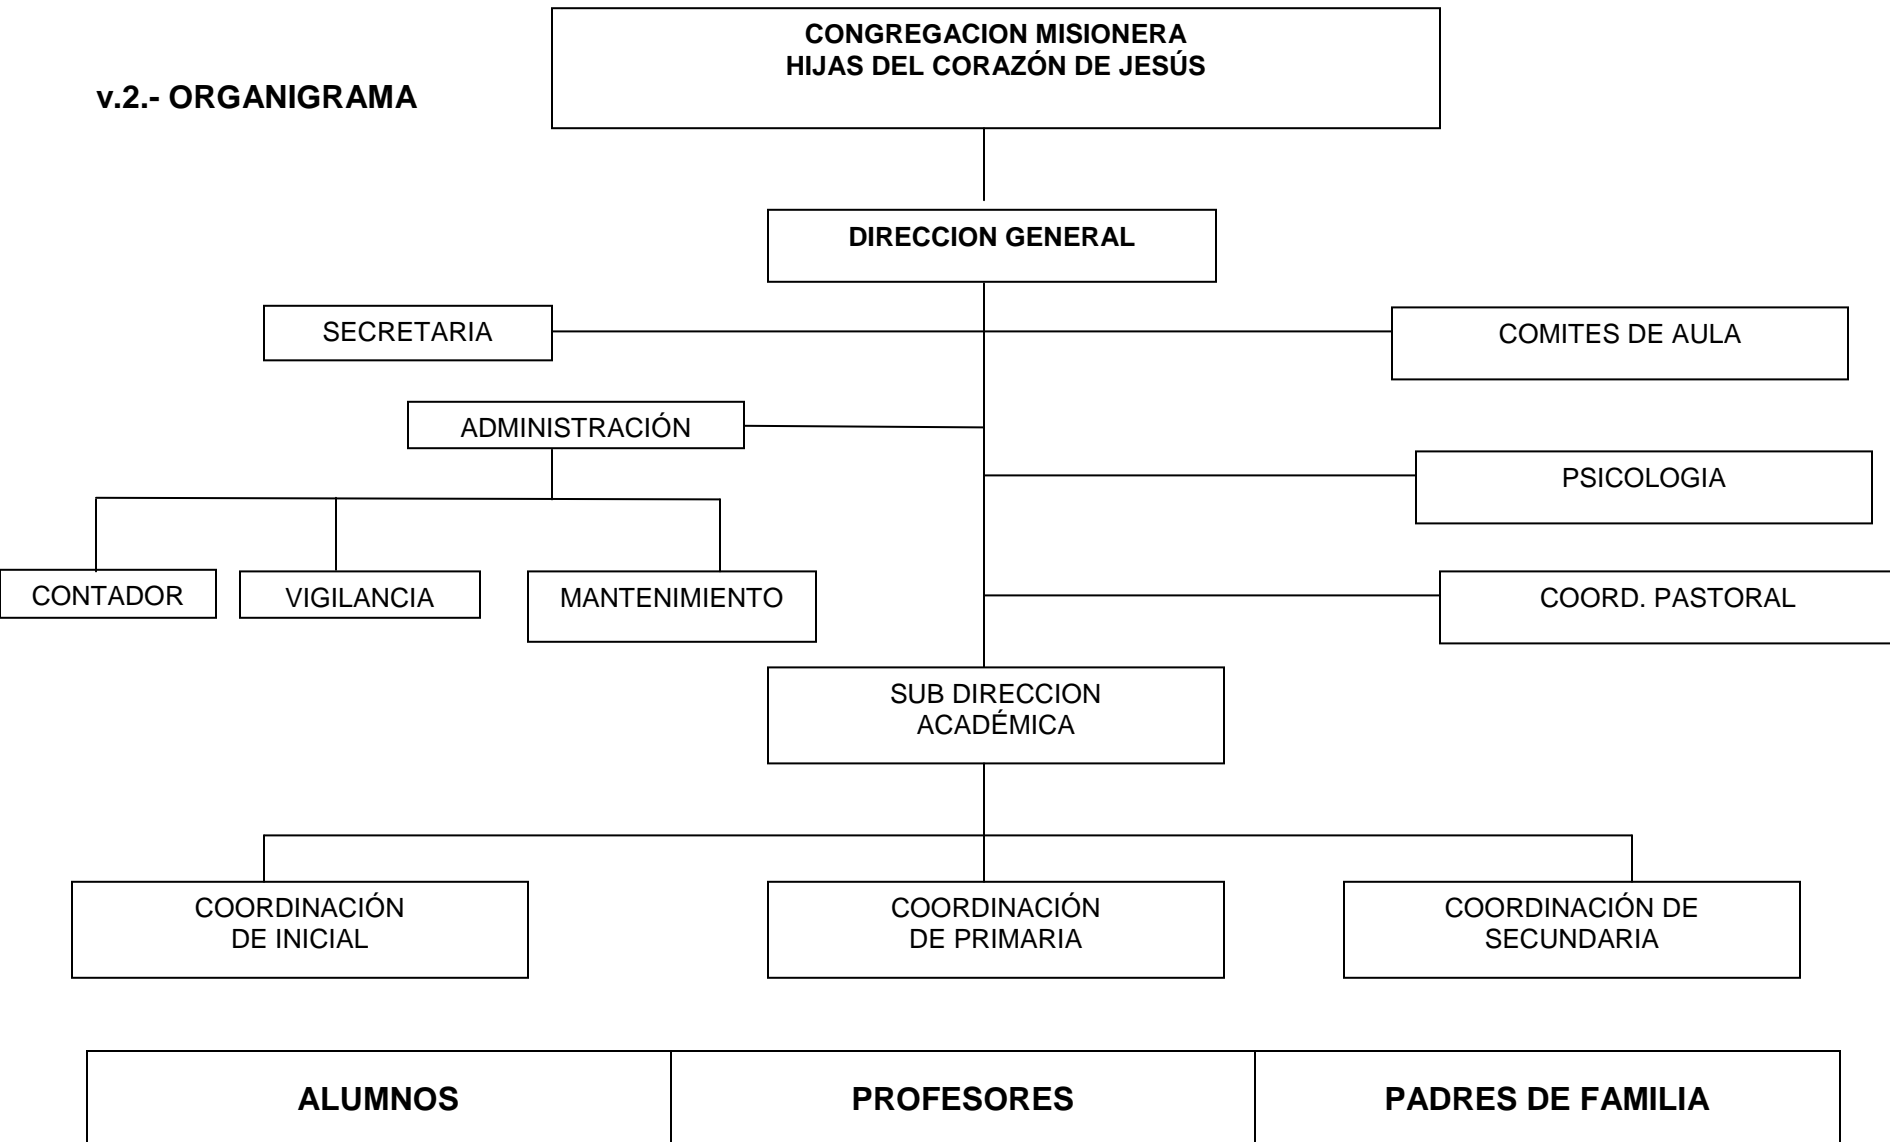 CONGREGACION MISIONERA
HIJAS DEL CORAZÓN DE JESÚS
v.2.- ORGANIGRAMA
DIRECCION GENERAL
SECRETARIA
COMITES DE AULA
ADMINISTRACIÓN
PSICOLOGIA
CONTADOR
VIGILANCIA
MANTENIMIENTO
COORD. PASTORAL
SUB DIRECCION
ACADÉMICA
COORDINACIÓN
DE INICIAL
COORDINACIÓN
DE PRIMARIA
COORDINACIÓN DE
SECUNDARIA
ALUMNOS
PROFESORES
PADRES DE FAMILIA